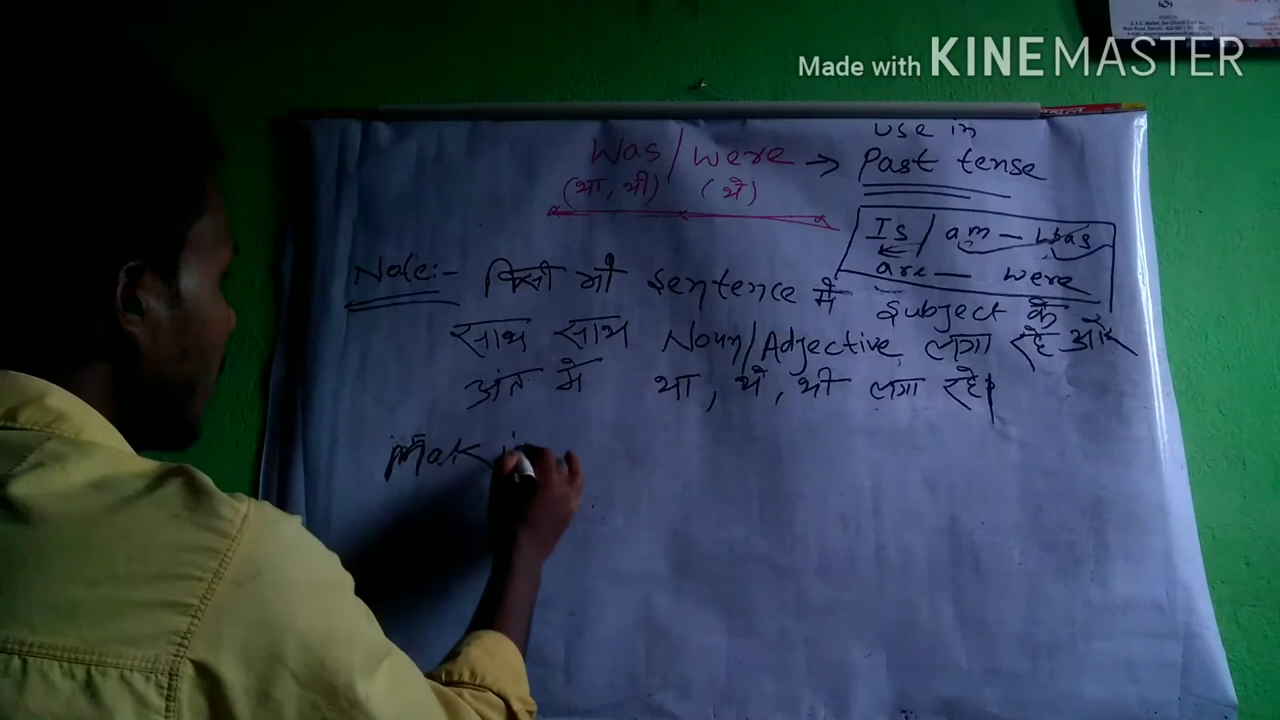 Made with KINEMASTER
Was/were → use in Past tense
(था, थी) (थे)
Is/am — was
are — were
Note:- किसी भी sentence में subject के
साथ साथ Noun/Adjective लगा रहे और
अंत में था, थे, थी लगा रहे।
Maki